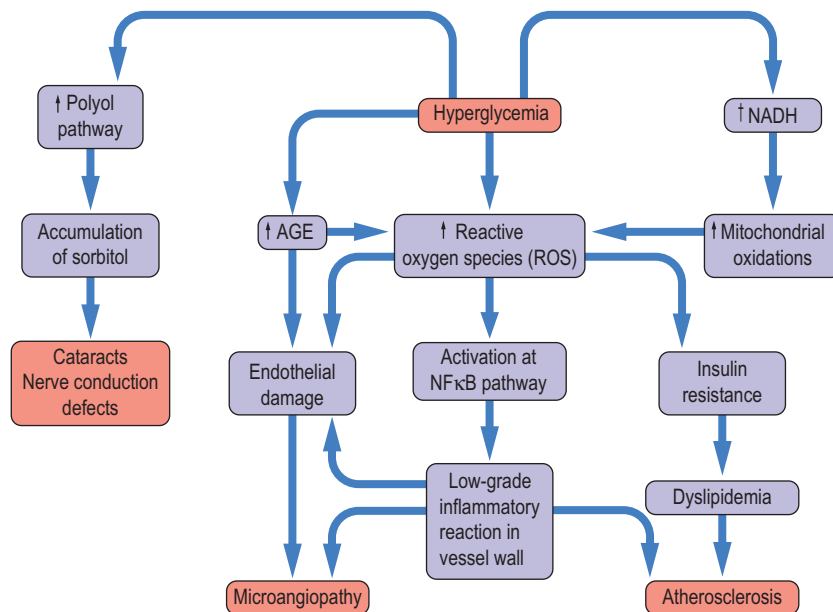 ↑ Polyol
pathway
Hyperglycemia
† NADH
Accumulation
of sorbitol
↑ AGE
↑ Reactive
oxygen species (ROS)
↑ Mitochondrial
oxidations
Cataracts
Nerve conduction
defects
Endothelial
damage
Activation at
NFκB pathway
Insulin
resistance
Low-grade
inflammatory
reaction in
vessel wall
Dyslipidemia
Microangiopathy
Atherosclerosis